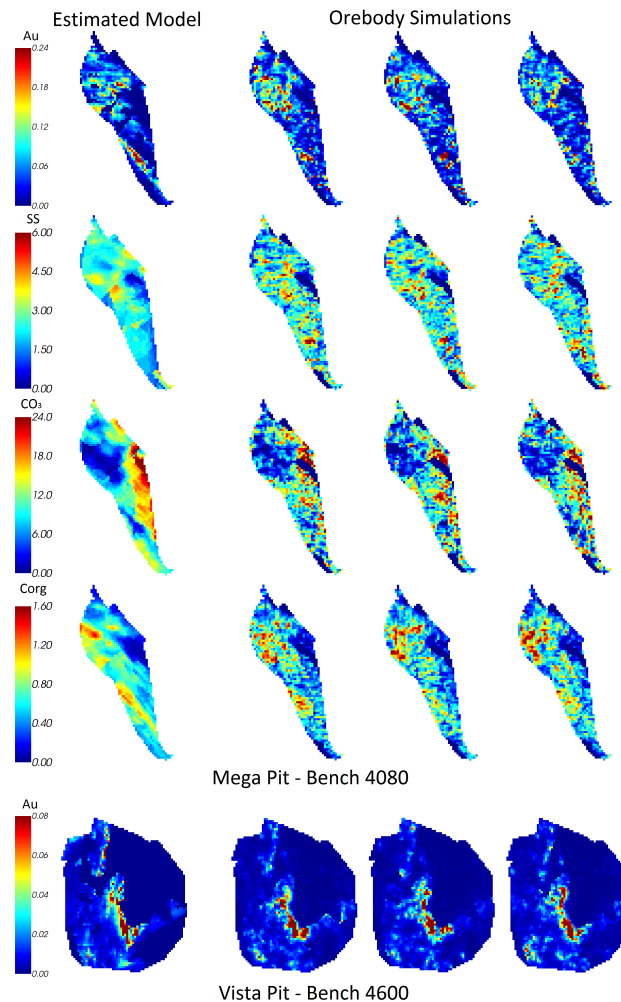 Estimated Model
Orebody Simulations
Au
0.24
0.18
0.12
0.06
0.00
SS
6.00
4.50
3.00
1.50
0.00
CO₃
24.0
18.0
12.0
6.00
0.00
Corg
1.60
1.20
0.80
0.40
0.00
Mega Pit - Bench 4080
Au
0.08
0.06
0.04
0.02
0.00
Vista Pit - Bench 4600